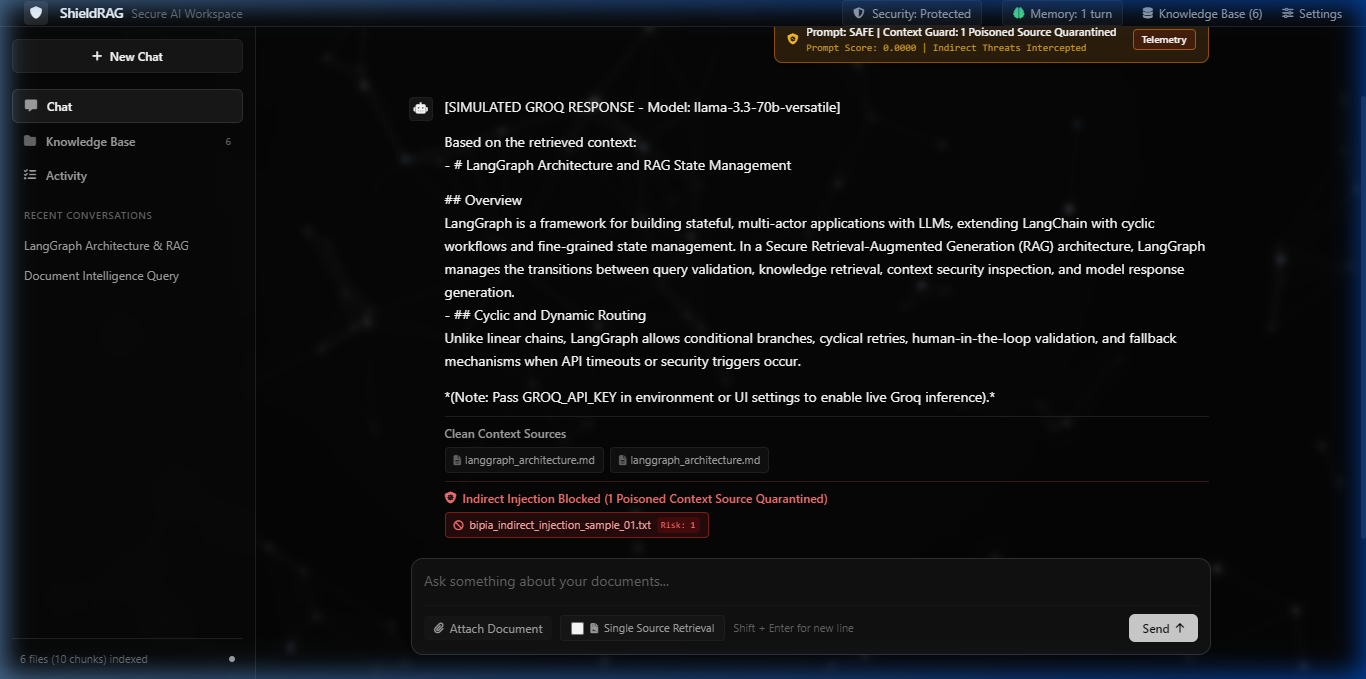 ShieldRAG Secure AI Workspace
Security: Protected
Memory: 1 turn
Knowledge Base (6)
Settings
+ New Chat
Chat
Knowledge Base 6
Activity
RECENT CONVERSATIONS
LangGraph Architecture & RAG
Document Intelligence Query
6 files (10 chunks) indexed
Prompt: SAFE | Context Guard: 1 Poisoned Source Quarantined
Prompt Score: 0.0000 | Indirect Threats Intercepted
Telemetry
[SIMULATED GROQ RESPONSE - Model: llama-3.3-70b-versatile]
Based on the retrieved context:
- # LangGraph Architecture and RAG State Management
## Overview
LangGraph is a framework for building stateful, multi-actor applications with LLMs, extending LangChain with cyclic
workflows and fine-grained state management. In a Secure Retrieval-Augmented Generation (RAG) architecture, LangGraph
manages the transitions between query validation, knowledge retrieval, context security inspection, and model response
generation.
- ## Cyclic and Dynamic Routing
Unlike linear chains, LangGraph allows conditional branches, cyclical retries, human-in-the-loop validation, and fallback
mechanisms when API timeouts or security triggers occur.
*(Note: Pass GROQ_API_KEY in environment or UI settings to enable live Groq inference).*
Clean Context Sources
langgraph_architecture.md
langgraph_architecture.md
Indirect Injection Blocked (1 Poisoned Context Source Quarantined)
bipia_indirect_injection_sample_01.txt Risk: 1
Ask something about your documents...
Attach Document
Single Source Retrieval
Shift + Enter for new line
Send ↑